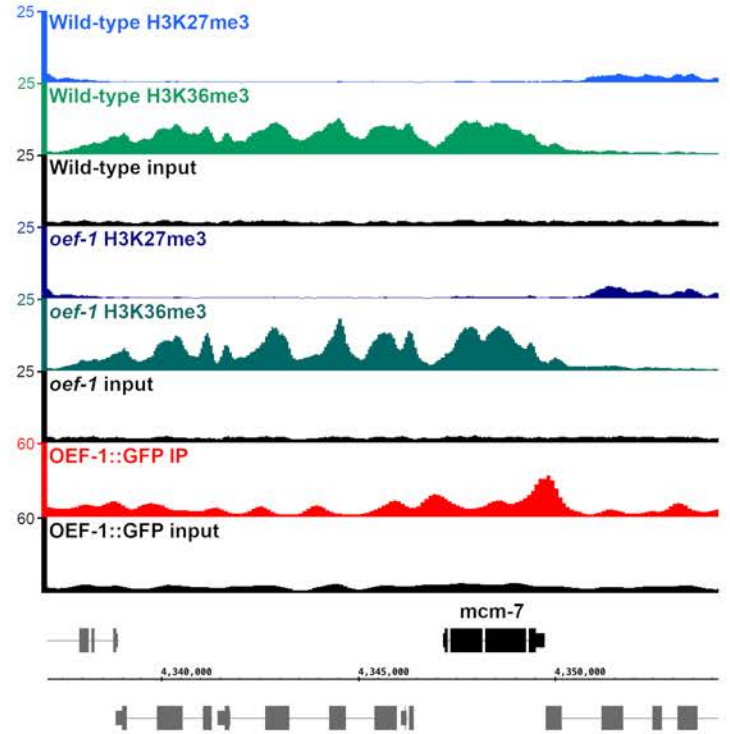 25
Wild-type H3K27me3
25
Wild-type H3K36me3
25
Wild-type input
25
oef-1 H3K27me3
25
oef-1 H3K36me3
25
oef-1 input
60
OEF-1::GFP IP
60
OEF-1::GFP input
mcm-7
4,340,000 4,345,000 4,350,000